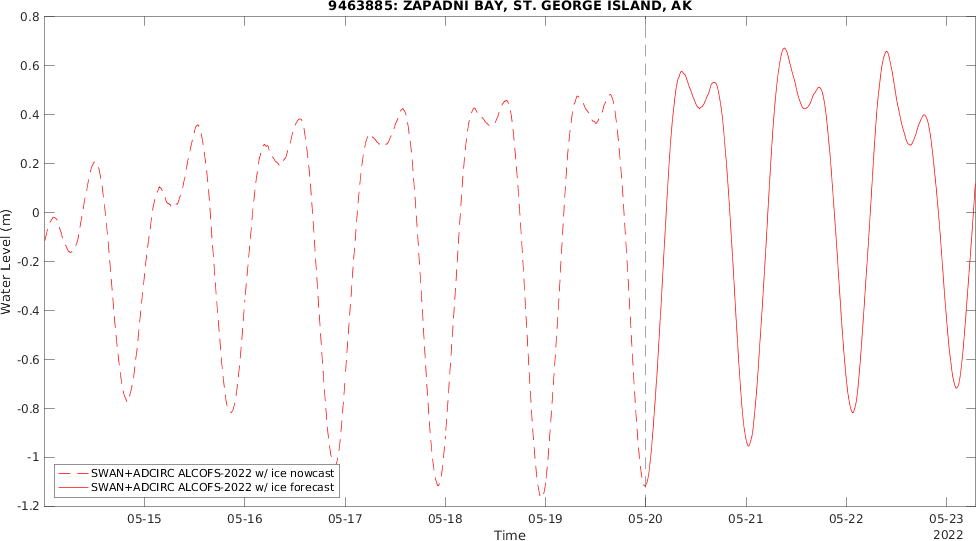 9463885: ZAPADNI BAY, ST. GEORGE ISLAND, AK
0.8
0.6
0.4
0.2
0
-0.2
-0.4
-0.6
-0.8
-1
-1.2
Water Level (m)
SWAN+ADCIRC ALCOFS-2022 w/ ice nowcast
SWAN+ADCIRC ALCOFS-2022 w/ ice forecast
05-15 05-16 05-17 05-18 05-19 05-20 05-21 05-22 05-23
Time 2022